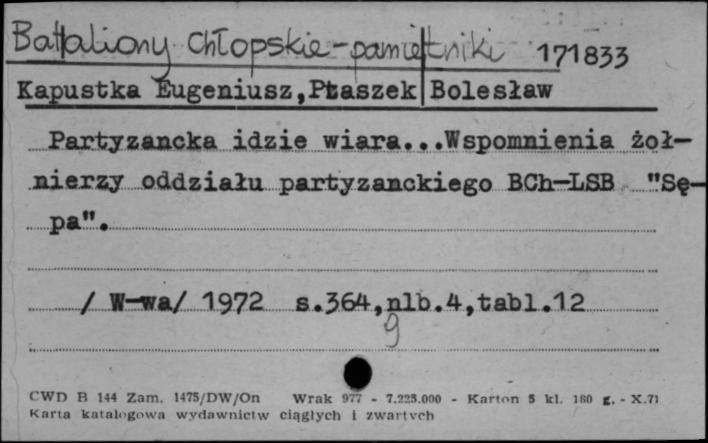 Bataliony Chłopskie - pamiętniki 171833
Kapustka Eugeniusz,Ptaszek Bolesław
Partyzancka idzie wiara...Wspomnienia żoł-
nierzy oddziału partyzanckiego BCh-LSB "Sę-
pa".
/ W-wa/ 1972 s.364,nlb.4,tabl.12
9
CWD B 144 Zam. 1475/DW/On Wrak 977 - 7.225.000 - Karton 5 kl. 180 g. - X.71
Karta katalogowa wydawnictw ciągłych i zwartych